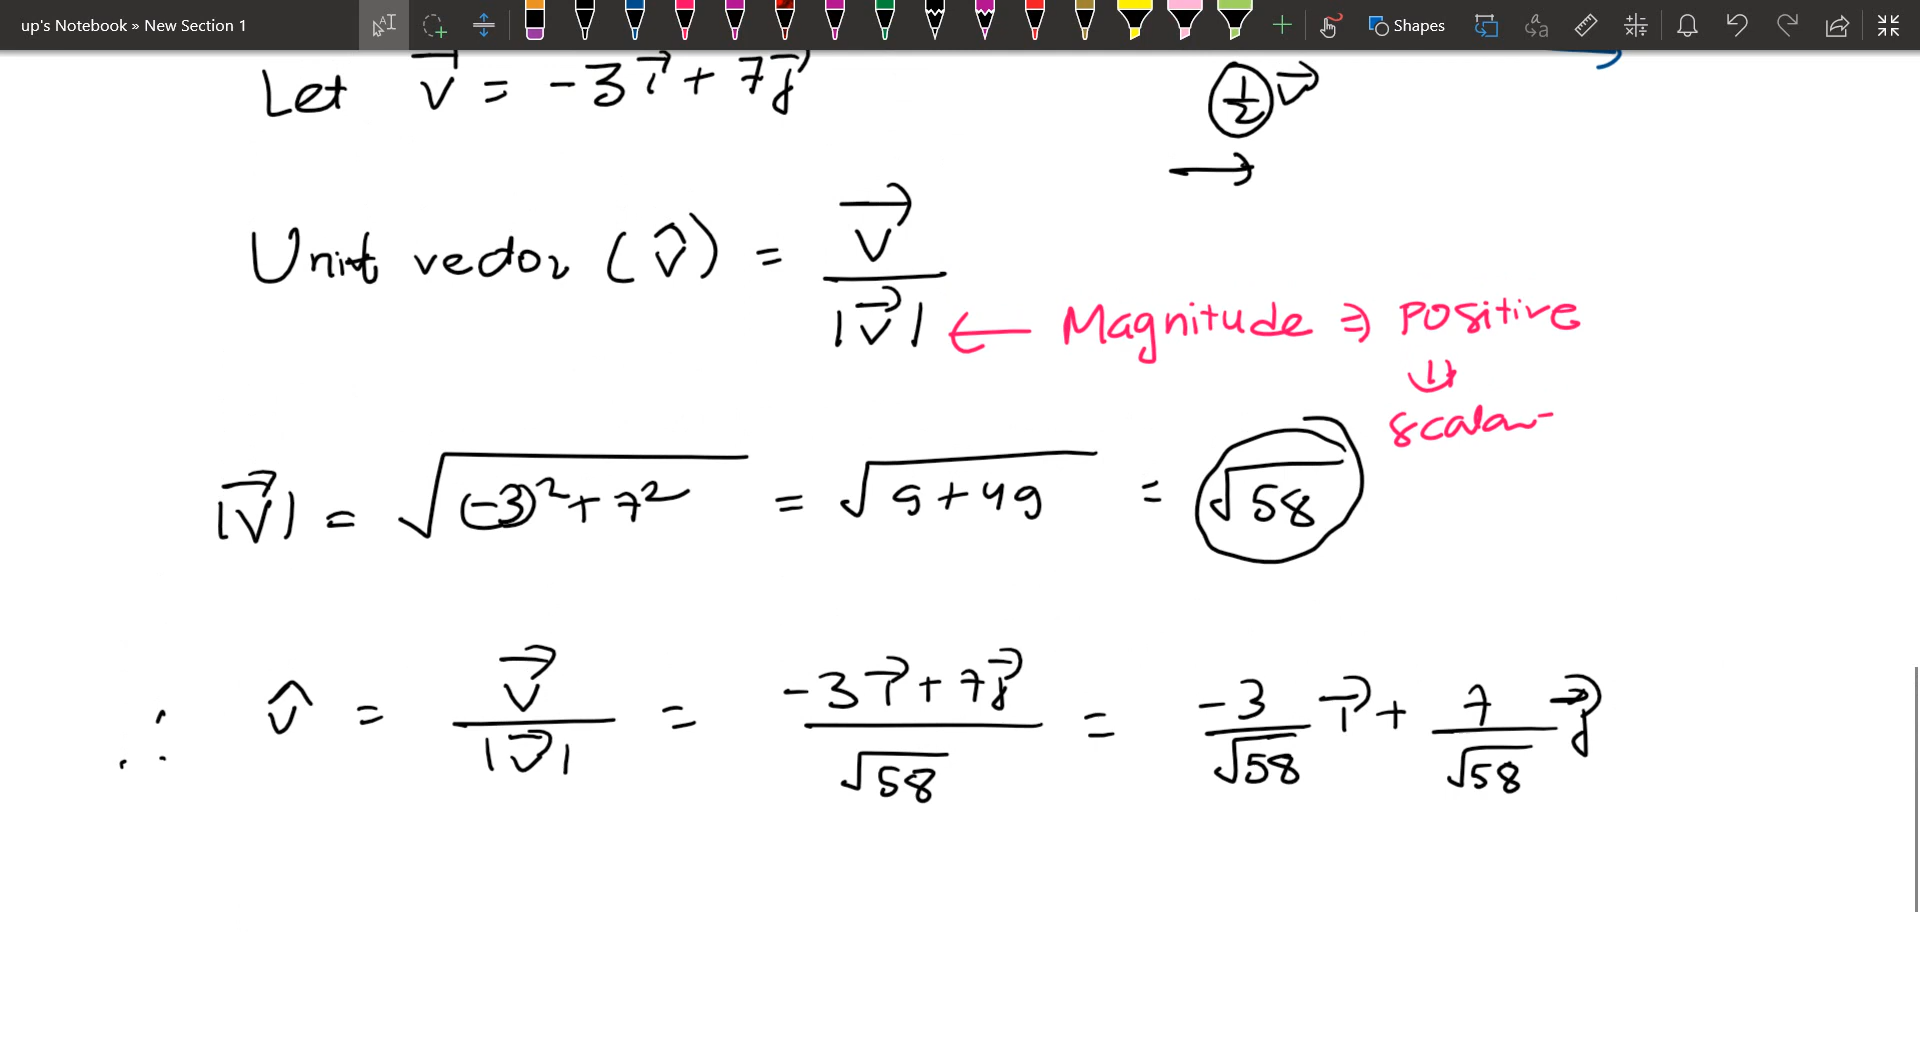 up's Notebook » New Section 1
Shapes
Let v⃗ = -3i⃗ + 7j⃗
½ v⃗
Unit vector (v̂) = v⃗ / |v⃗| ← Magnitude ⇒ positive
⇓
scalar
|v⃗| = √((-3)² + 7²) = √(9 + 49) = √58
∴ v̂ = v⃗ / |v⃗| = (-3i⃗ + 7j⃗) / √58 = -3/√58 i⃗ + 7/√58 j⃗